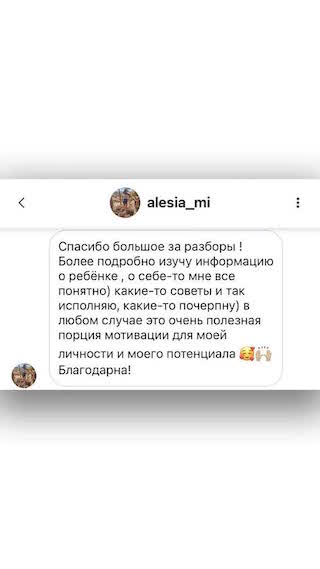 alesia_mi
Спасибо большое за разборы !
Более подробно изучу информацию
о ребёнке , о себе-то мне все
понятно) какие-то советы и так
исполняю, какие-то почерпну) в
любом случае это очень полезная
порция мотивации для моей
личности и моего потенциала 🥰🙌🏼
Благодарна!